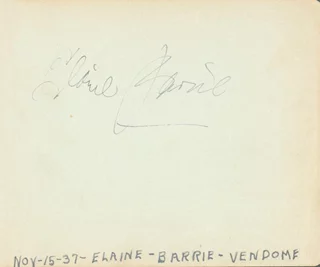 Elaine Barrie
NOV-15-37- ELAINE - BARRIE - VENDOME